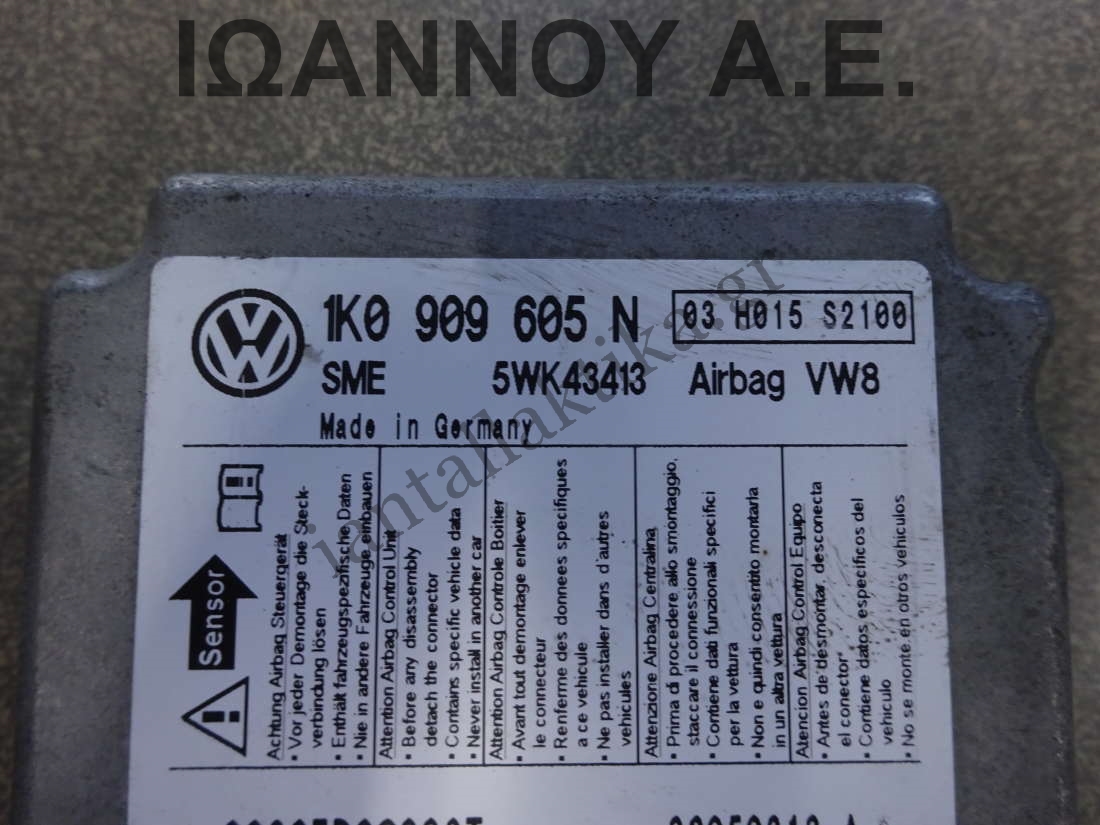 ΙΩΑΝΝΟΥ Α.Ε.
1K0 909 605 N
03 H015 S2100
SME 5WK43413 Airbag VW8
Made in Germany
iantallaktika.gr
Sensor
Achtung Airbag Steuergerät
• Vor jeder Demontage die Steck-
verbindung lösen
• Enthält fahrzeugspezifische Daten
• Nie in andere Fahrzeuge einbauen
Attention Airbag Control Unit
• Before any disassembly
detach the connector
• Contains specific vehicle data
• Never install in another car
Attention Airbag Controle Boitier
• Avant tout demontage enlever
le connecteur
• Renferme des donnees specifiques
a ce vehicule
• Ne pas installer dans d'autres
vehicules
Attenzione Airbag Centralina
• Prima di procedere allo smontaggio,
staccare il connessione
• Contiene dati funzionali specifici
per la vettura
• Non e quindi consentito montaria
in un altra vettura
Atencion Airbag Control Equipo
• Antes de desmontar, desconecta
el conector
• Contiene datos especificos del
vehiculo
• No se monte en otros vehiculos